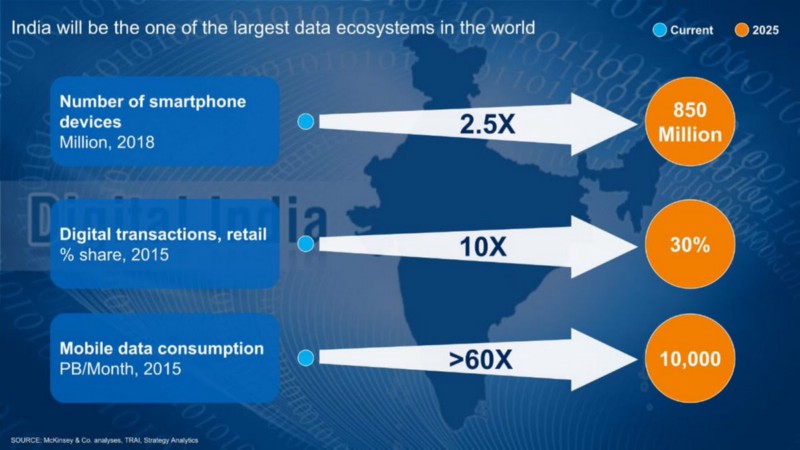 India will be the one of the largest data ecosystems in the world
Current
2025
Number of smartphone
devices
Million, 2018
2.5X
850
Million
Digital India
Digital transactions, retail
% share, 2015
10X
30%
Mobile data consumption
PB/Month, 2015
>60X
10,000
SOURCE: McKinsey & Co. analyses, TRAI, Strategy Analytics